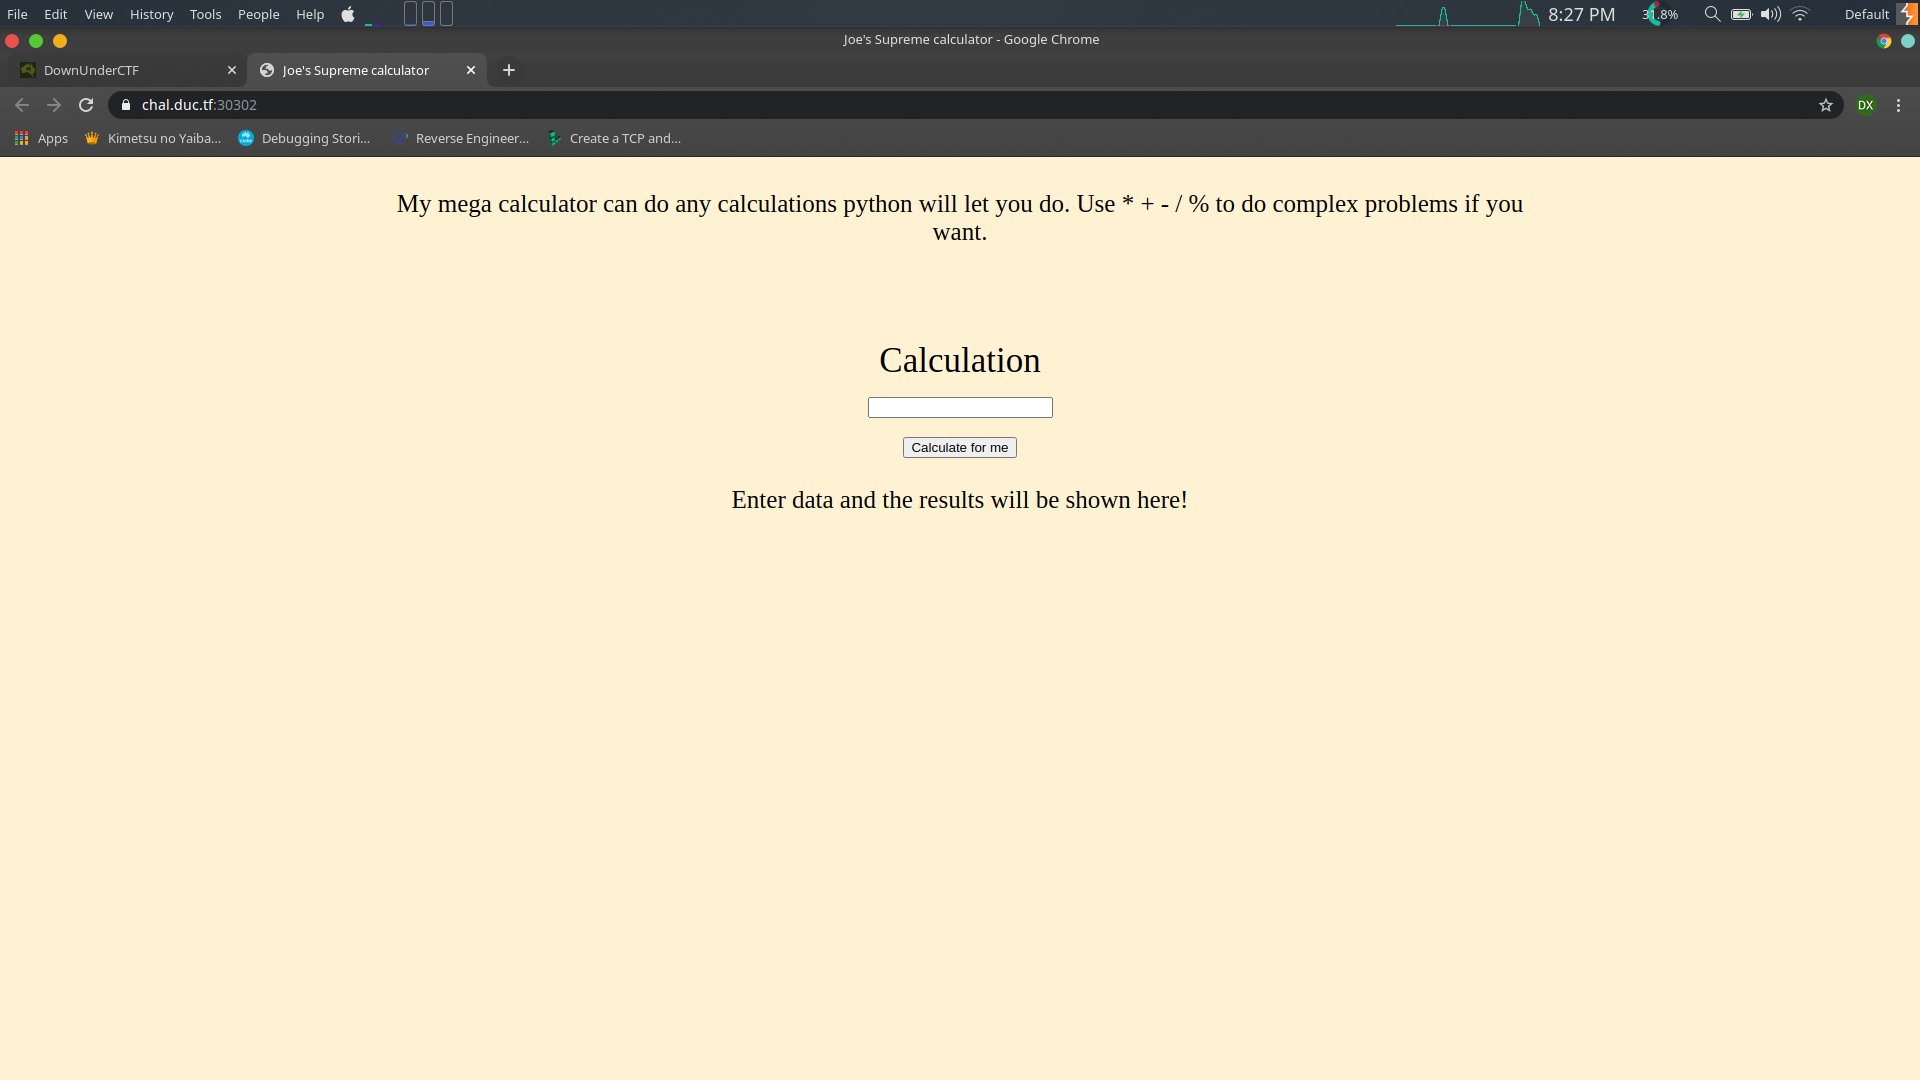 File Edit View History Tools People Help 8:27 PM 31.8% Default
Joe's Supreme calculator - Google Chrome
DownUnderCTF Joe's Supreme calculator
chal.duc.tf:30302 DX
Apps Kimetsu no Yaiba... Debugging Stori... Reverse Engineer... Create a TCP and...
My mega calculator can do any calculations python will let you do. Use * + - / % to do complex problems if you
want.
Calculation
Calculate for me
Enter data and the results will be shown here!